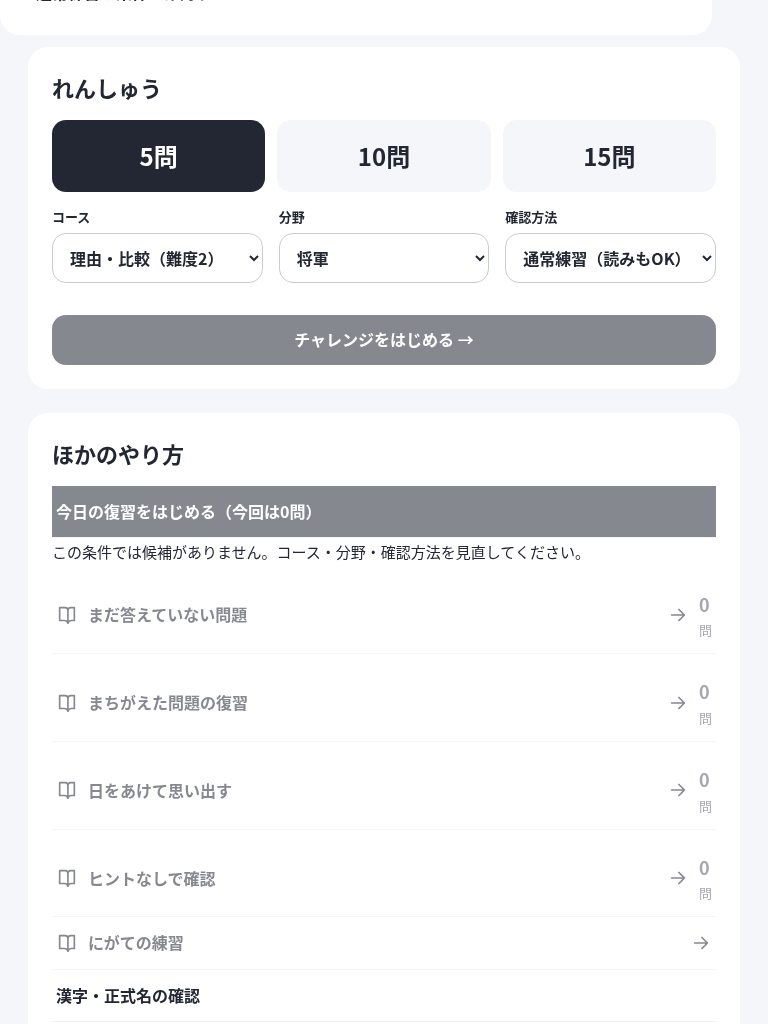 れんしゅう
5問
10問
15問
コース
分野
確認方法
理由・比較（難度2）
将軍
通常練習（読みもOK）
チャレンジをはじめる →
ほかのやり方
今日の復習をはじめる（今回は0問）
この条件では候補がありません。コース・分野・確認方法を見直してください。
まだ答えていない問題
→
0
問
まちがえた問題の復習
→
0
問
日をあけて思い出す
→
0
問
ヒントなしで確認
→
0
問
にがての練習
→
漢字・正式名の確認